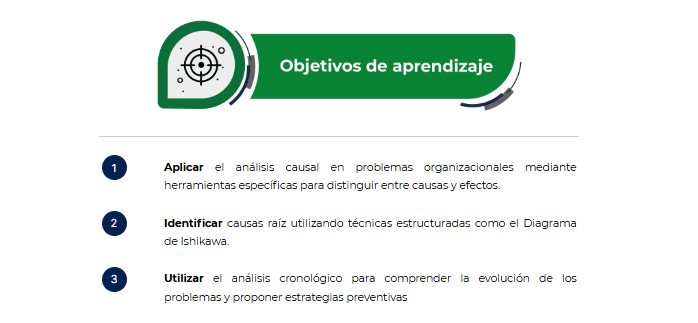 Objetivos de aprendizaje
1
Aplicar el análisis causal en problemas organizacionales mediante
herramientas específicas para distinguir entre causas y efectos.
2
Identificar causas raíz utilizando técnicas estructuradas como el Diagrama
de Ishikawa.
3
Utilizar el análisis cronológico para comprender la evolución de los
problemas y proponer estrategias preventivas